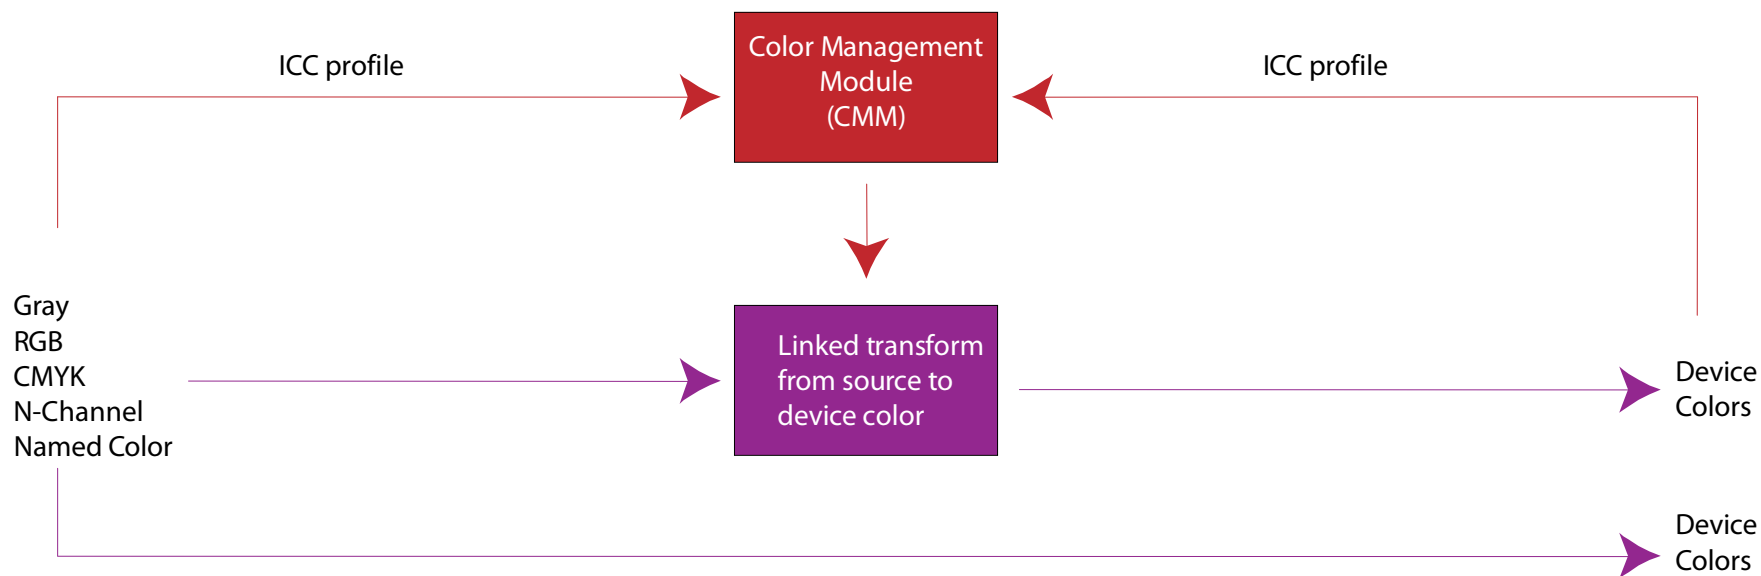 ICC profile
Color Management
Module
(CMM)
ICC profile
Gray
RGB
CMYK
N-Channel
Named Color
Linked transform
from source to
device color
Device
Colors
Device
Colors